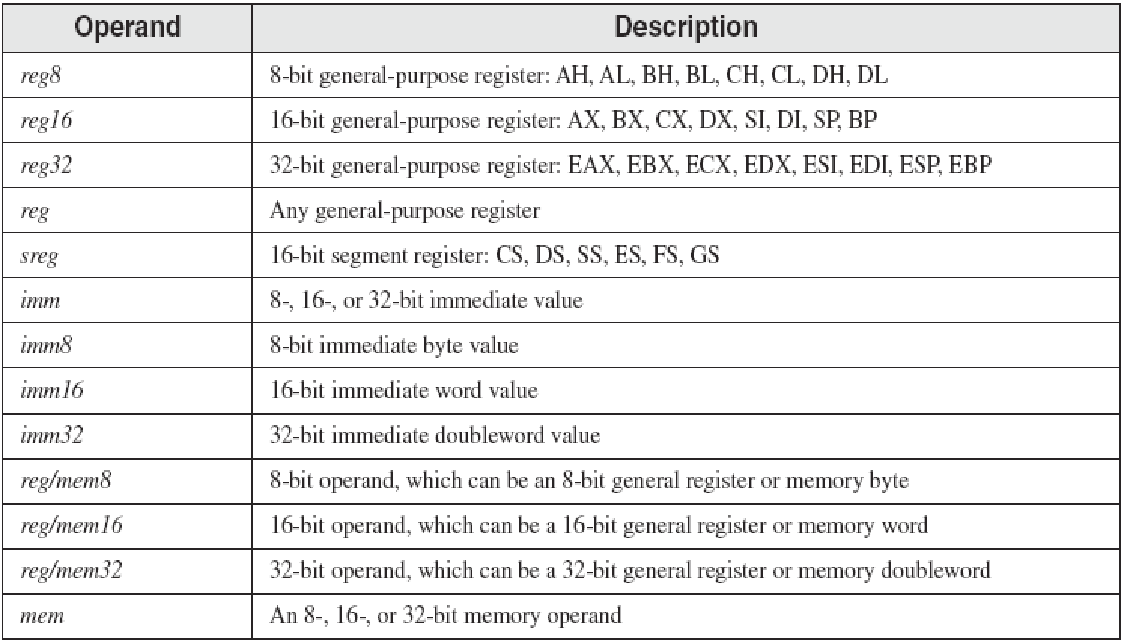 Operand Description
reg8 8-bit general-purpose register: AH, AL, BH, BL, CH, CL, DH, DL
reg16 16-bit general-purpose register: AX, BX, CX, DX, SI, DI, SP, BP
reg32 32-bit general-purpose register: EAX, EBX, ECX, EDX, ESI, EDI, ESP, EBP
reg Any general-purpose register
sreg 16-bit segment register: CS, DS, SS, ES, FS, GS
imm 8-, 16-, or 32-bit immediate value
imm8 8-bit immediate byte value
imm16 16-bit immediate word value
imm32 32-bit immediate doubleword value
reg/mem8 8-bit operand, which can be an 8-bit general register or memory byte
reg/mem16 16-bit operand, which can be a 16-bit general register or memory word
reg/mem32 32-bit operand, which can be a 32-bit general register or memory doubleword
mem An 8-, 16-, or 32-bit memory operand